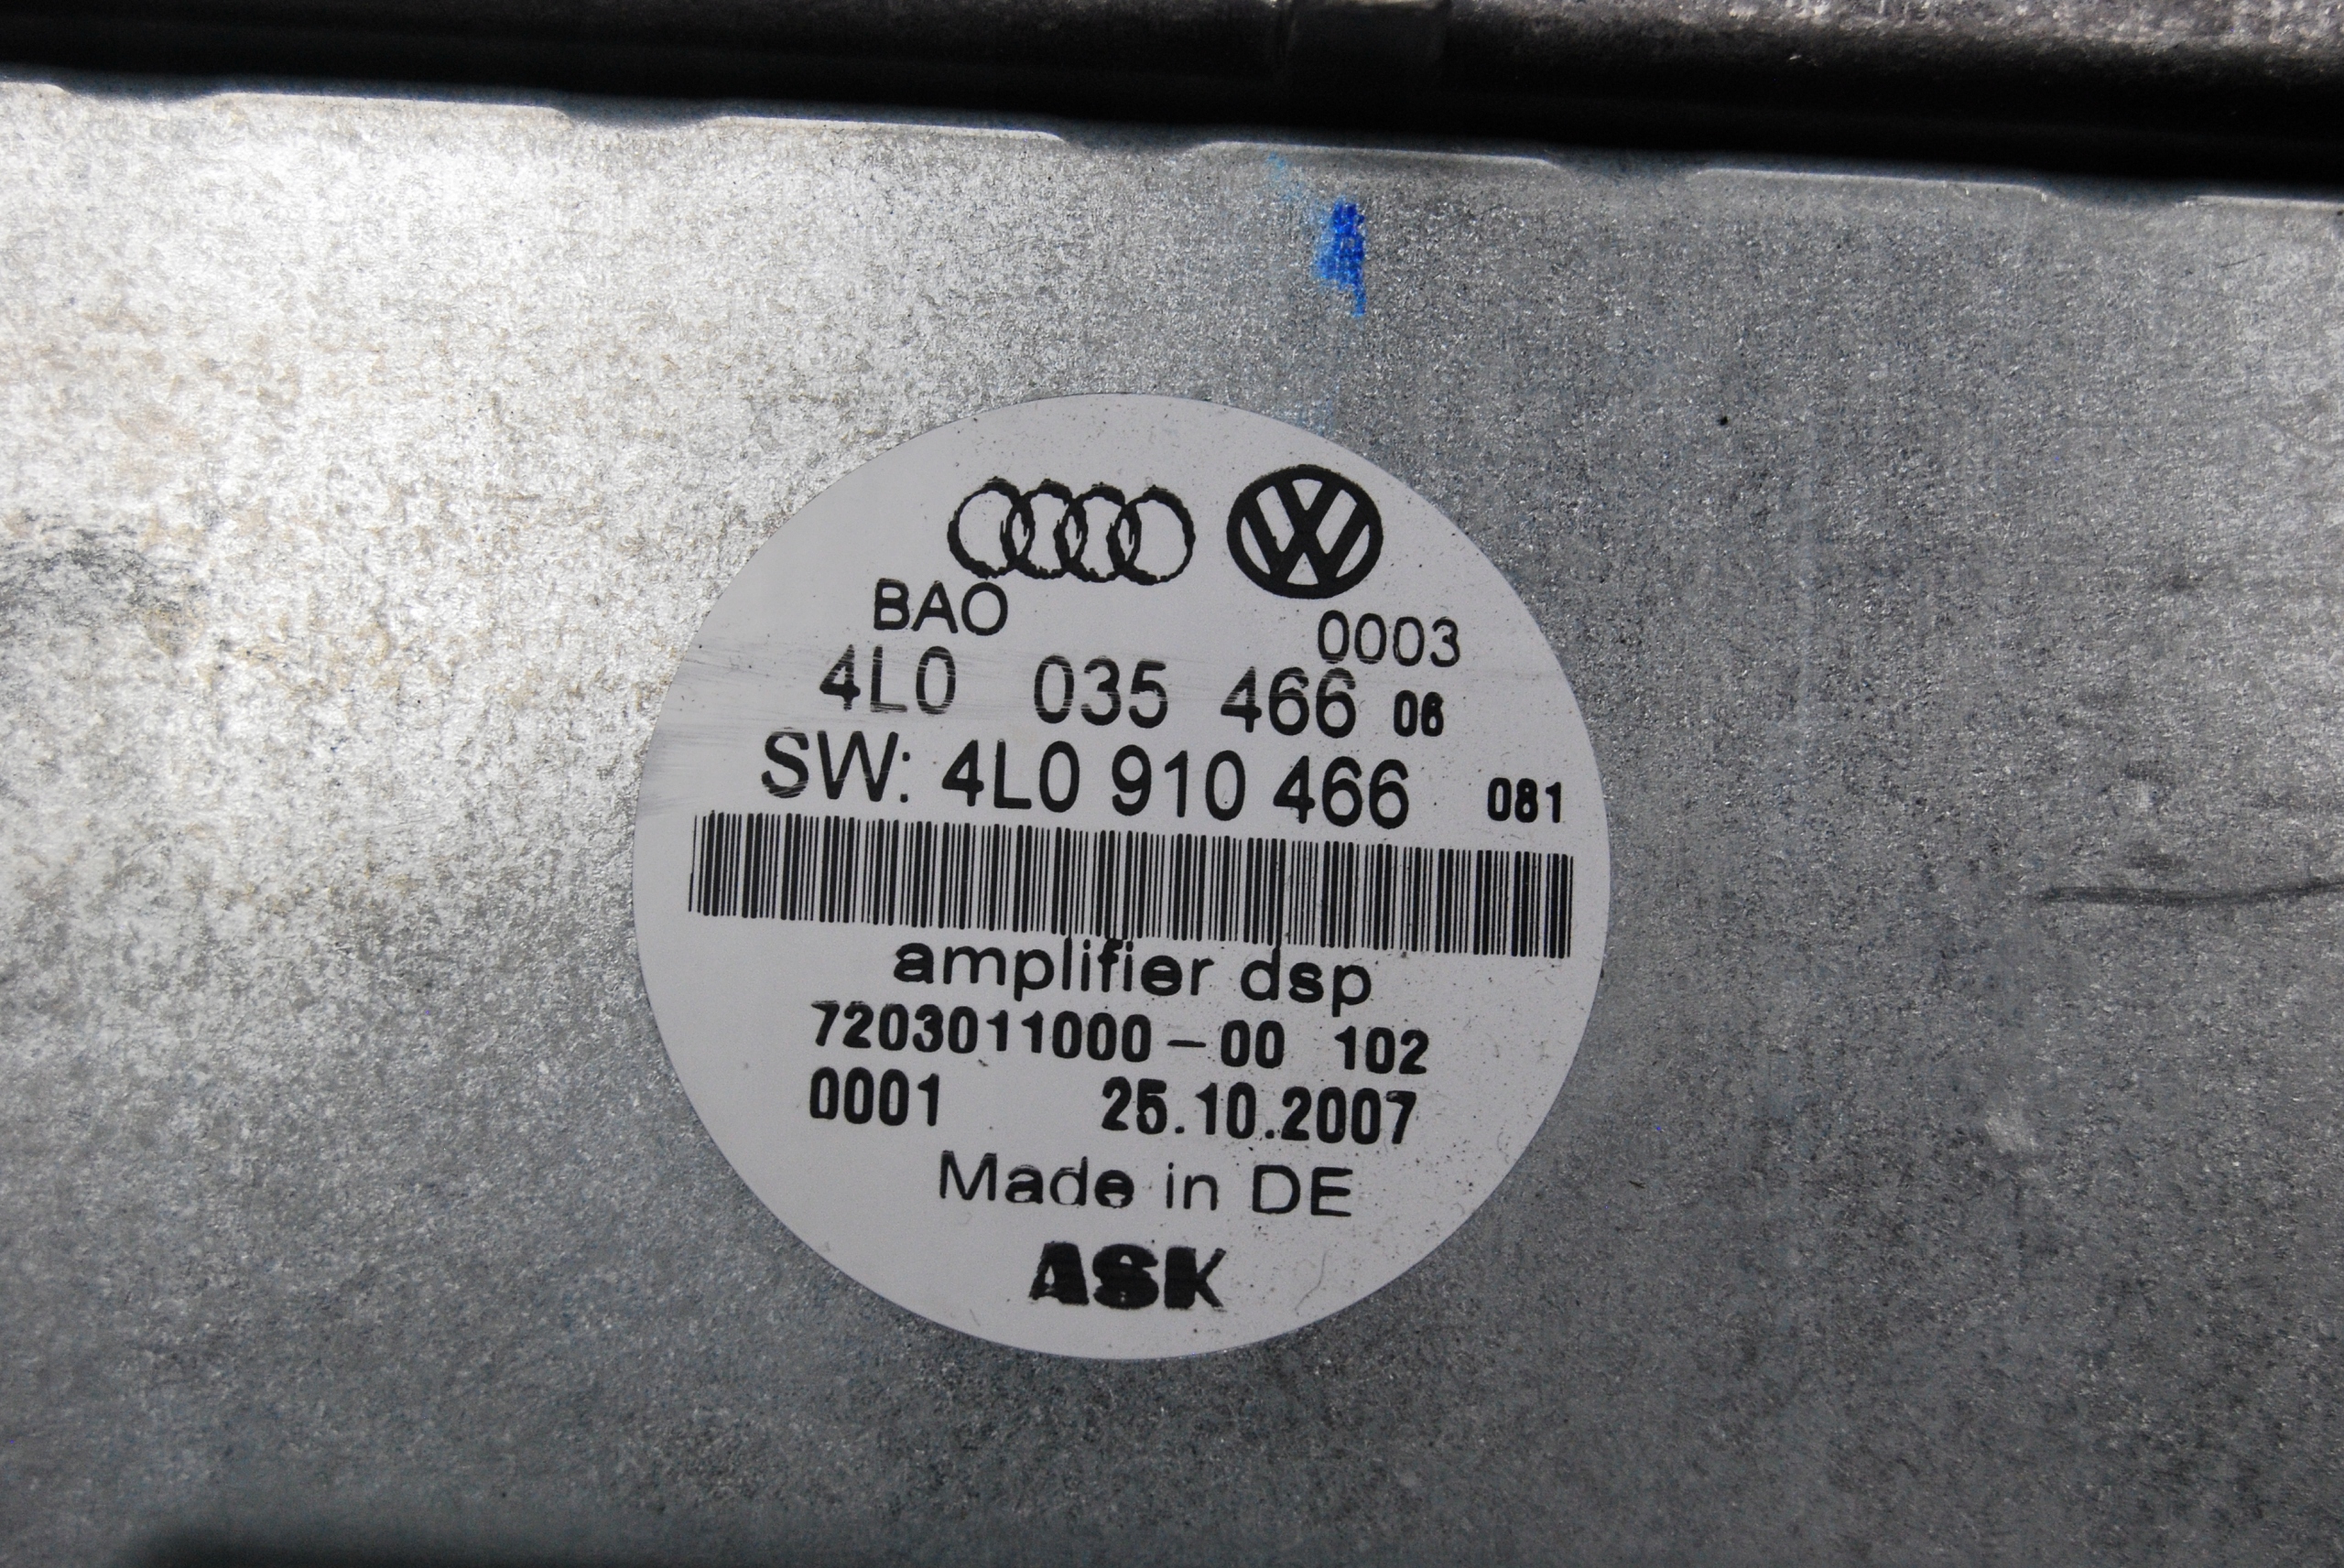 BAO 0003
4L0 035 466 06
SW: 4L0 910 466 081
amplifier dsp
7203011000-00 102
0001 25.10.2007
Made in DE
ASK